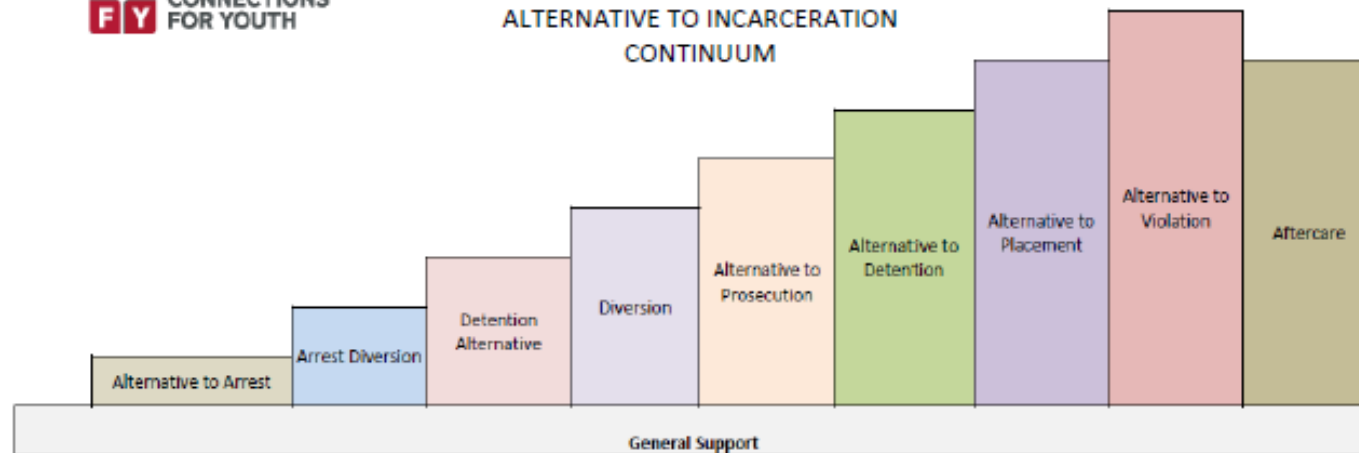 CONNECTIONS
FY FOR YOUTH
ALTERNATIVE TO INCARCERATION
CONTINUUM
Alternative to Arrest
Arrest Diversion
Detention
Alternative
Diversion
Alternative to
Prosecution
Alternative to
Detention
Alternative to
Placement
Alternative to
Violation
Aftercare
General Support